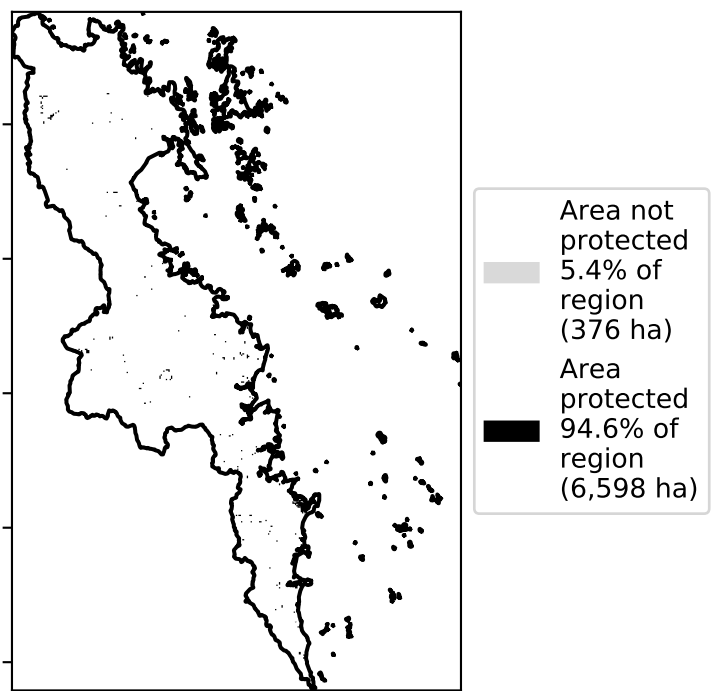 Area not
protected
5.4% of
region
(376 ha)
Area
protected
94.6% of
region
(6,598 ha)